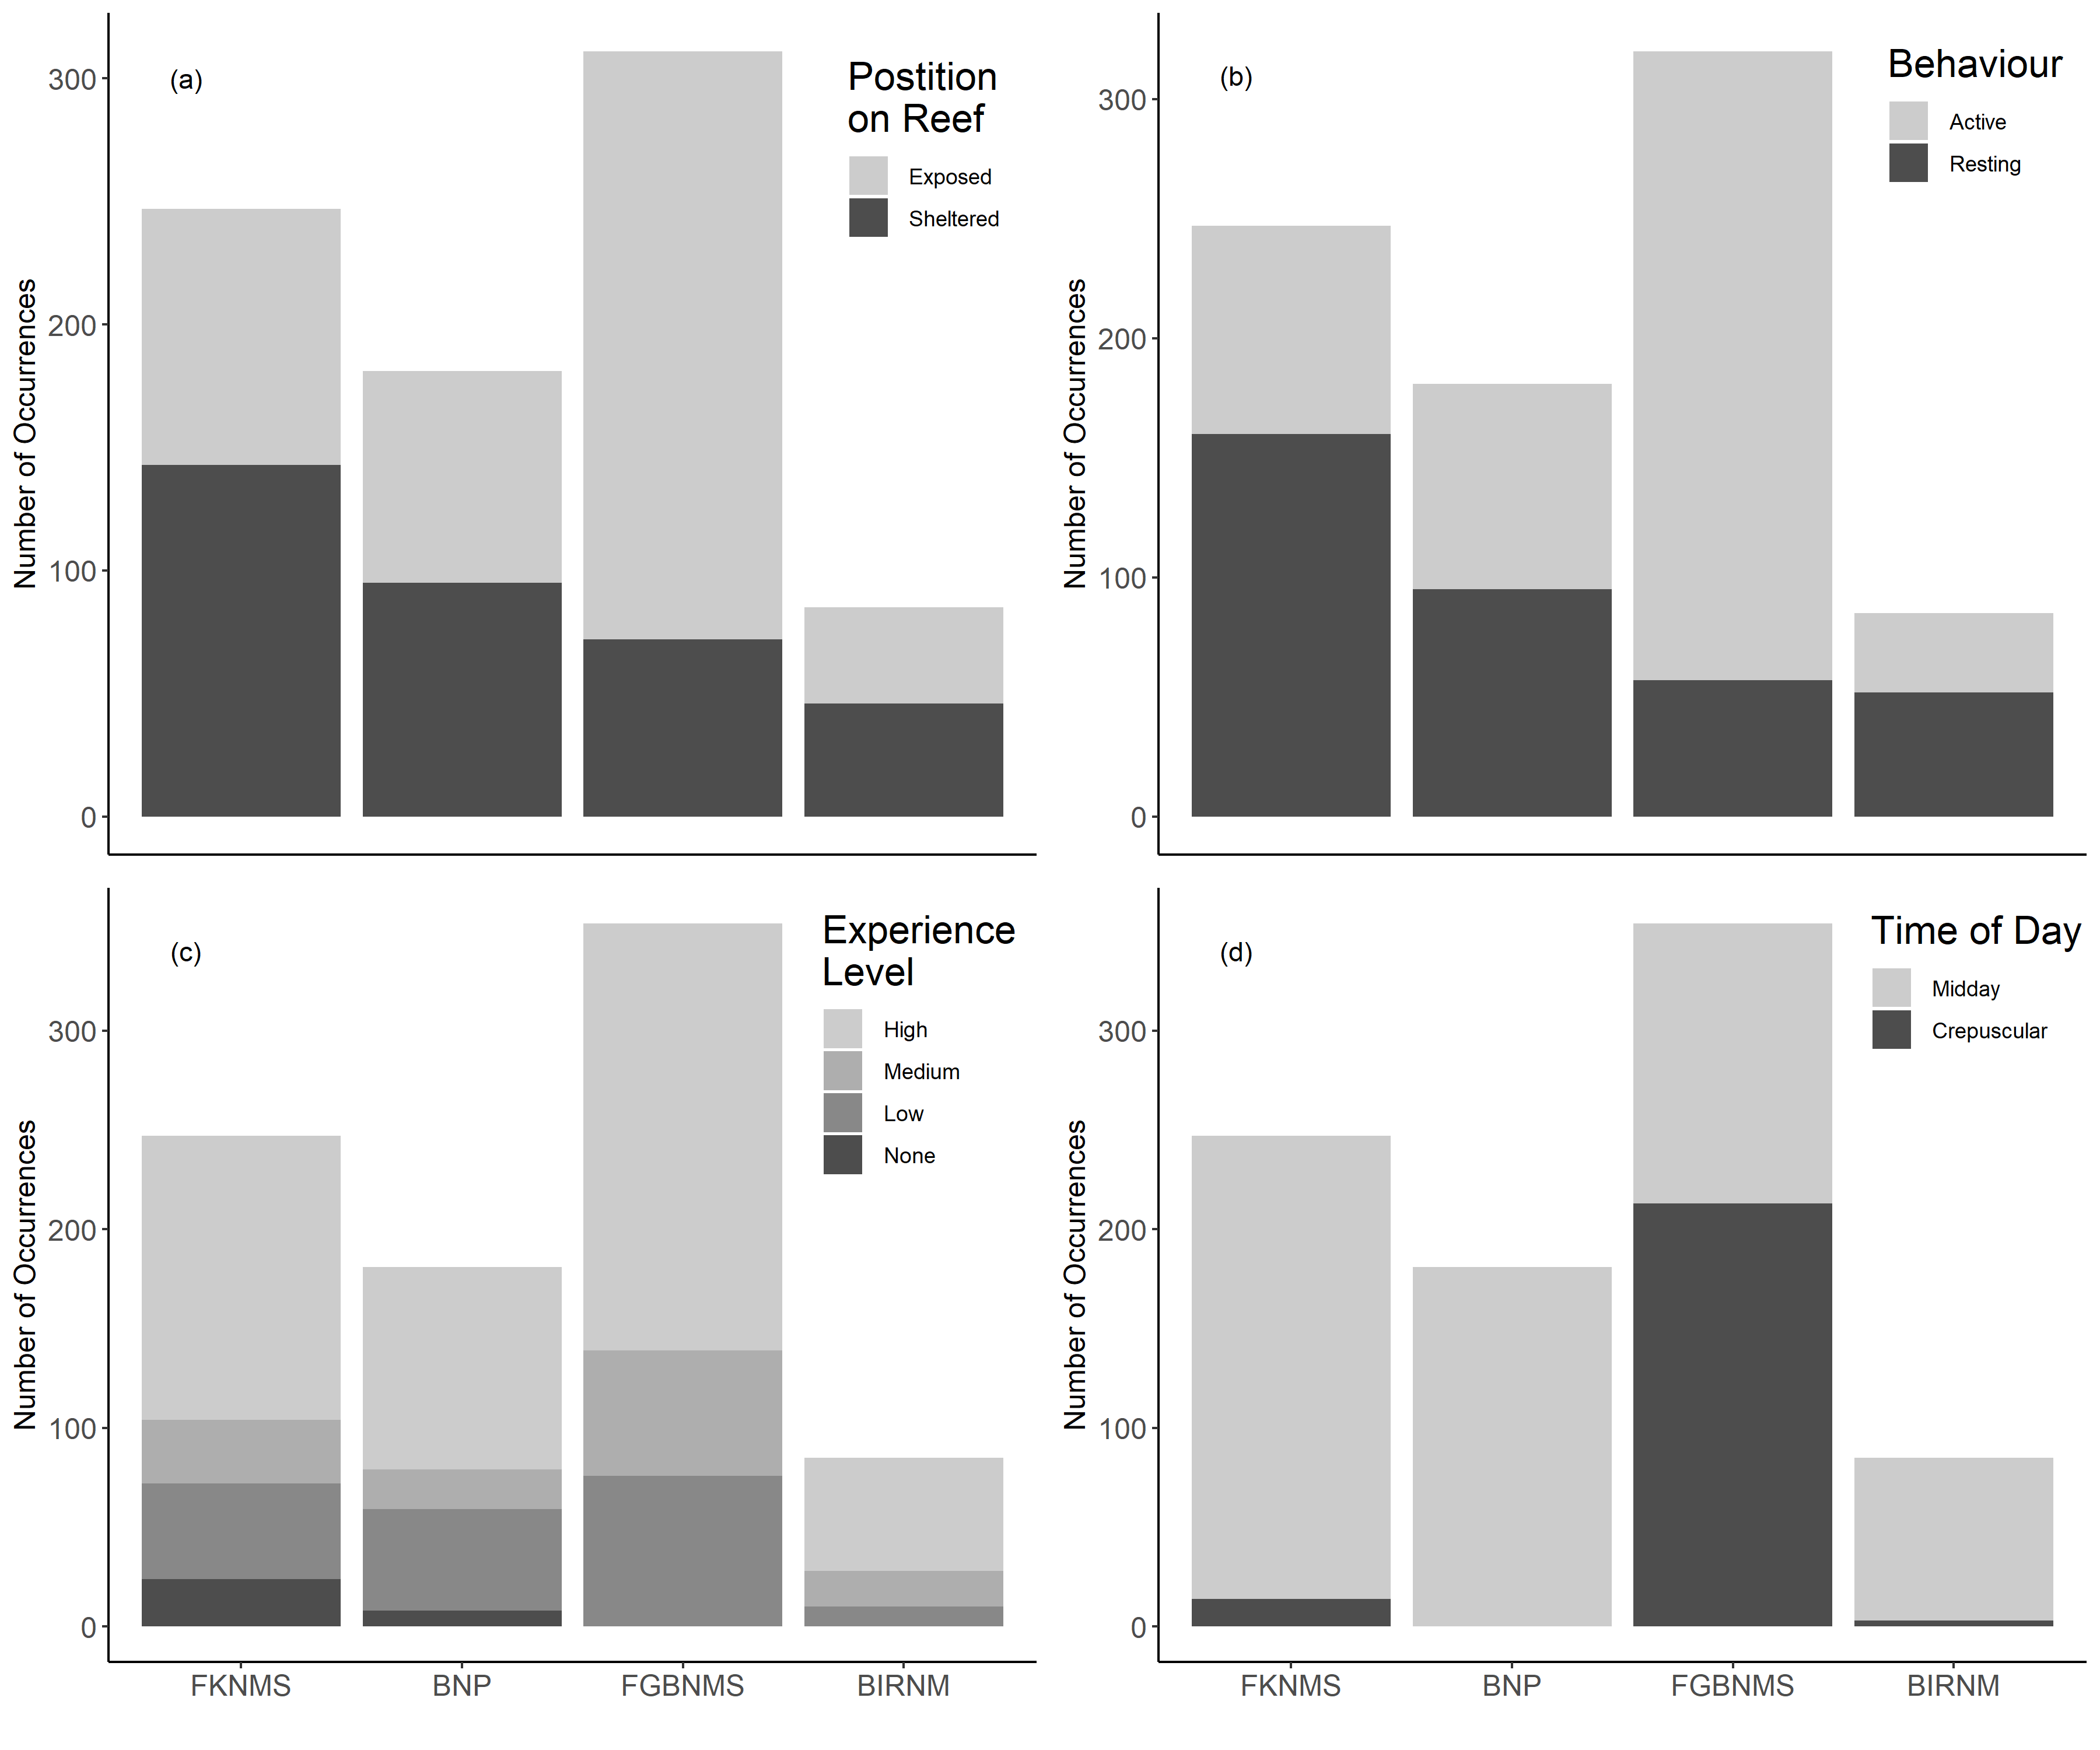 (a)
Postition
on Reef
Exposed
Sheltered
Number of Occurrences
300
200
100
0
(b)
Behaviour
Active
Resting
Number of Occurrences
300
200
100
0
(c)
Experience
Level
High
Medium
Low
None
Number of Occurrences
300
200
100
0
FKNMS BNP FGBNMS BIRNM
(d)
Time of Day
Midday
Crepuscular
Number of Occurrences
300
200
100
0
FKNMS BNP FGBNMS BIRNM